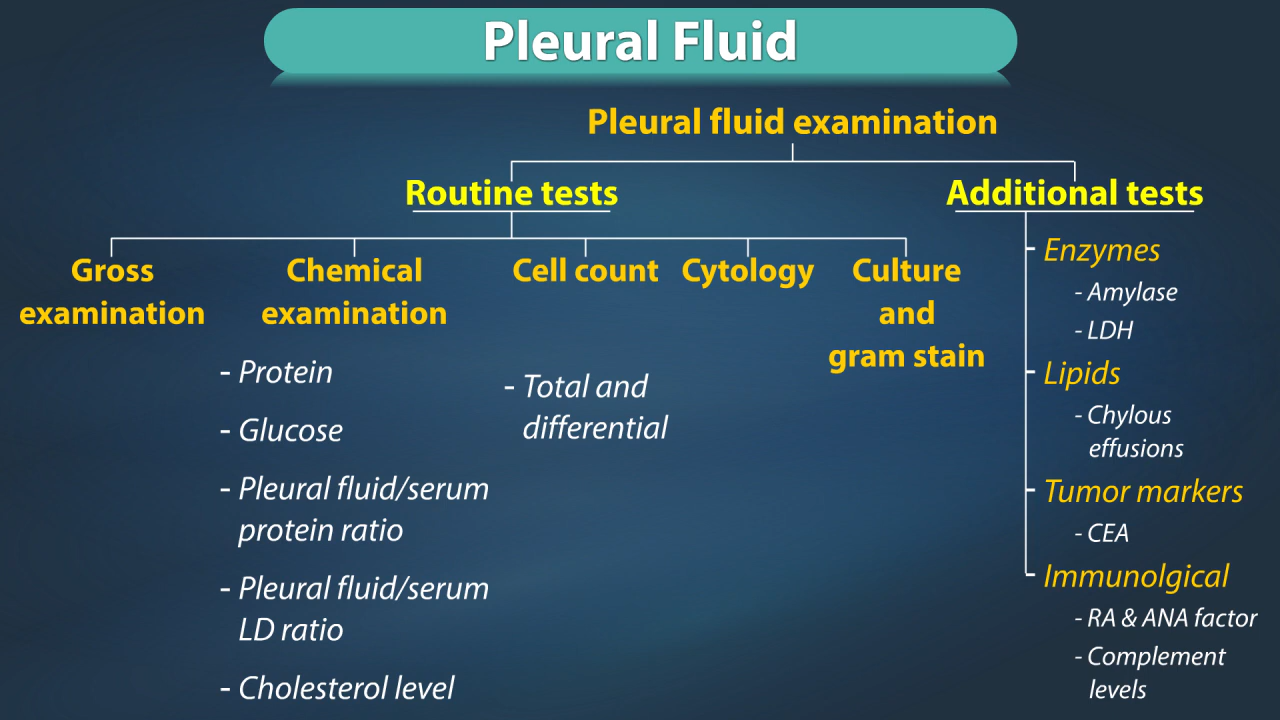 Pleural Fluid
Pleural fluid examination
Routine tests
Gross
examination
Chemical
examination
- Protein
- Glucose
- Pleural fluid/serum
protein ratio
- Pleural fluid/serum
LD ratio
- Cholesterol level
Cell count
- Total and
differential
Cytology
Culture
and
gram stain
Additional tests
- Enzymes
- Amylase
- LDH
- Lipids
- Chylous
effusions
- Tumor markers
- CEA
- Immunolgical
- RA & ANA factor
- Complement
levels